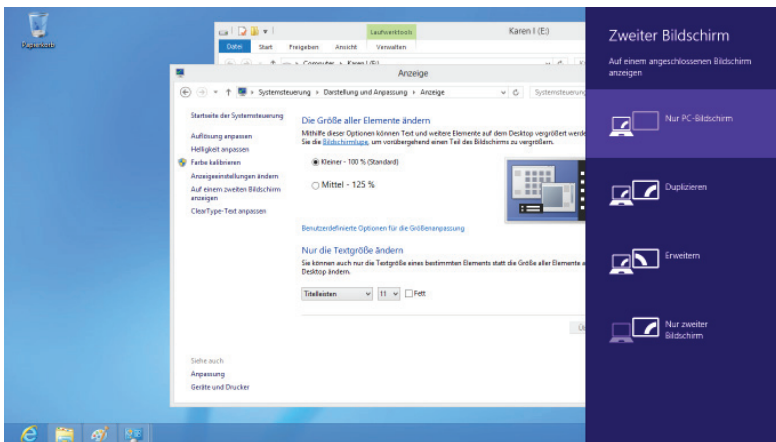 Papierkorb
Laufwerktools
Karen I (E:)
Datei Start Freigeben Ansicht Verwalten
Computer Karen I (E:)
Anzeige
Systemsteuerung Darstellung und Anpassung Anzeige
Systemsteuerung
Startseite der Systemsteuerung
Auflösung anpassen
Helligkeit anpassen
Farbe kalibrieren
Anzeigeeinstellungen ändern
Auf einem zweiten Bildschirm
anzeigen
ClearType-Text anpassen
Siehe auch
Anpassung
Geräte und Drucker
Die Größe aller Elemente ändern
Mithilfe dieser Optionen können Text und weitere Elemente auf dem Desktop vergrößert werde
Sie die Bildschirmlupe, um vorübergehend einen Teil des Bildschirms zu vergrößern.
Kleiner - 100 % (Standard)
Mittel - 125 %
Benutzerdefinierte Optionen für die Größenanpassung
Nur die Textgröße ändern
Sie können auch nur die Textgröße eines bestimmten Elements statt die Größe aller Elemente a
Desktop ändern.
Titelleisten 11 Fett
Zweiter Bildschirm
Auf einem angeschlossenen Bildschirm
anzeigen
Nur PC-Bildschirm
Duplizieren
Erweitern
Nur zweiter
Bildschirm